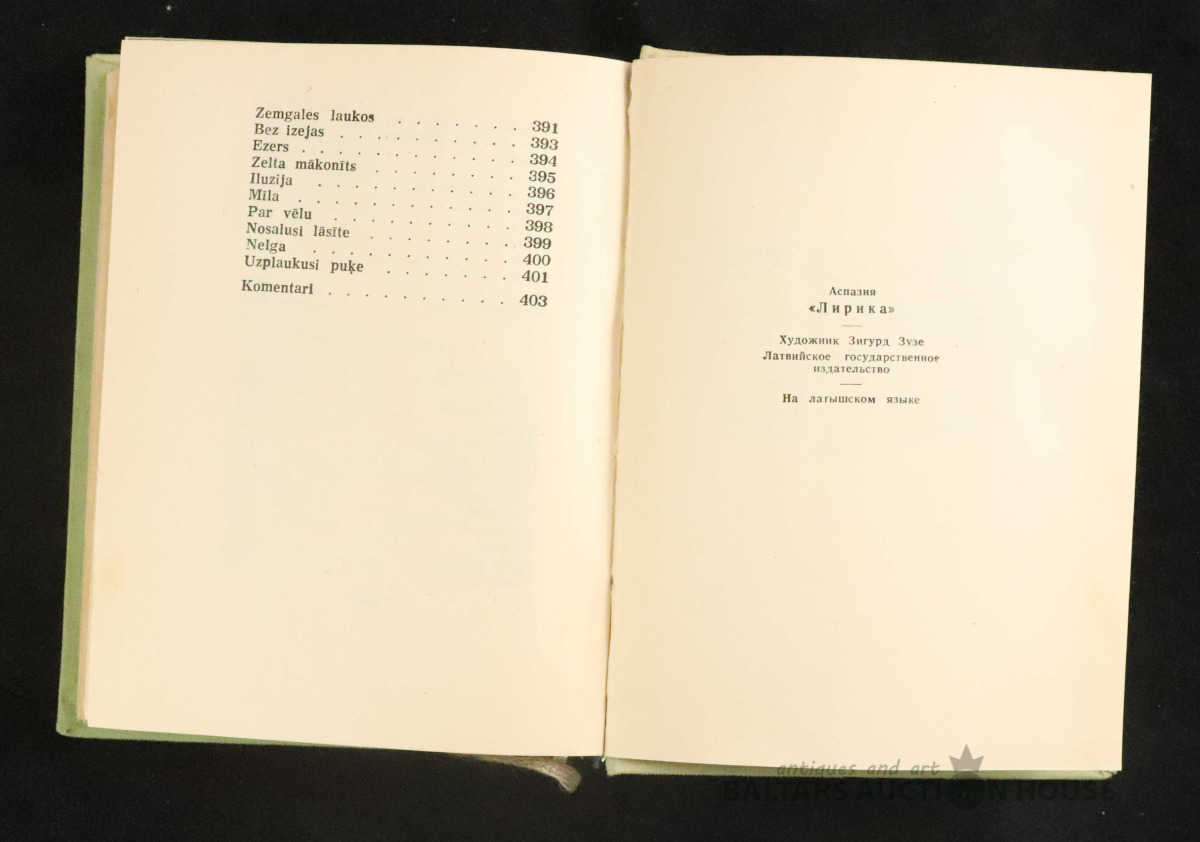 Zemgales laukos . . . . . . . 391
Bez izejas . . . . . . . . . . 393
Ezers . . . . . . . . . . . . 394
Zelta mākonīts . . . . . . . . 395
Iluzija . . . . . . . . . . . 396
Mīla . . . . . . . . . . . . 397
Par vēlu . . . . . . . . . . 398
Nosalusi lāsīte . . . . . . . . 399
Nelga . . . . . . . . . . . 400
Uzplaukusi puķe . . . . . . . 401
Komentari . . . . . . . . . . 403
Аспазия
«Лирика»
Художник Зигурд Зузе
Латвийское государственное
издательство
На латышском языке
antiques and art
BALTARS AUCTION HOUSE